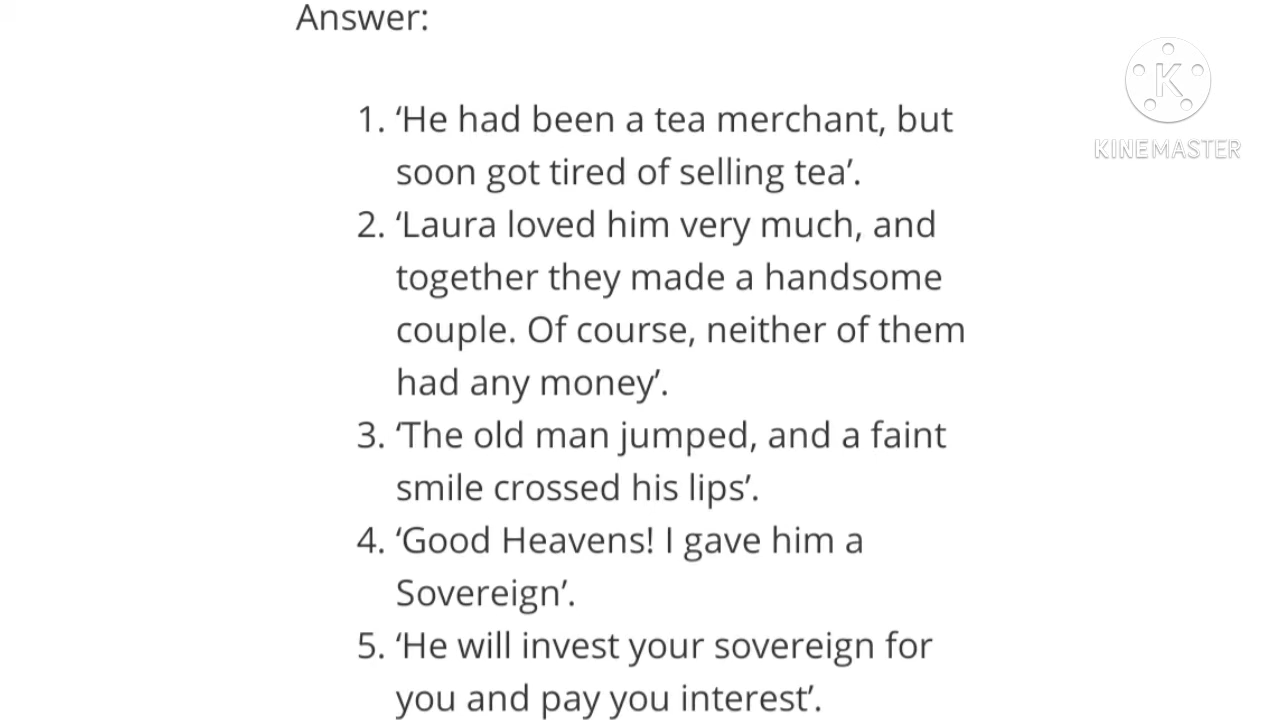 Answer:
1. ‘He had been a tea merchant, but
soon got tired of selling tea’.
2. ‘Laura loved him very much, and
together they made a handsome
couple. Of course, neither of them
had any money’.
3. ‘The old man jumped, and a faint
smile crossed his lips’.
4. ‘Good Heavens! I gave him a
Sovereign’.
5. ‘He will invest your sovereign for
you and pay you interest’.
K
KINEMASTER